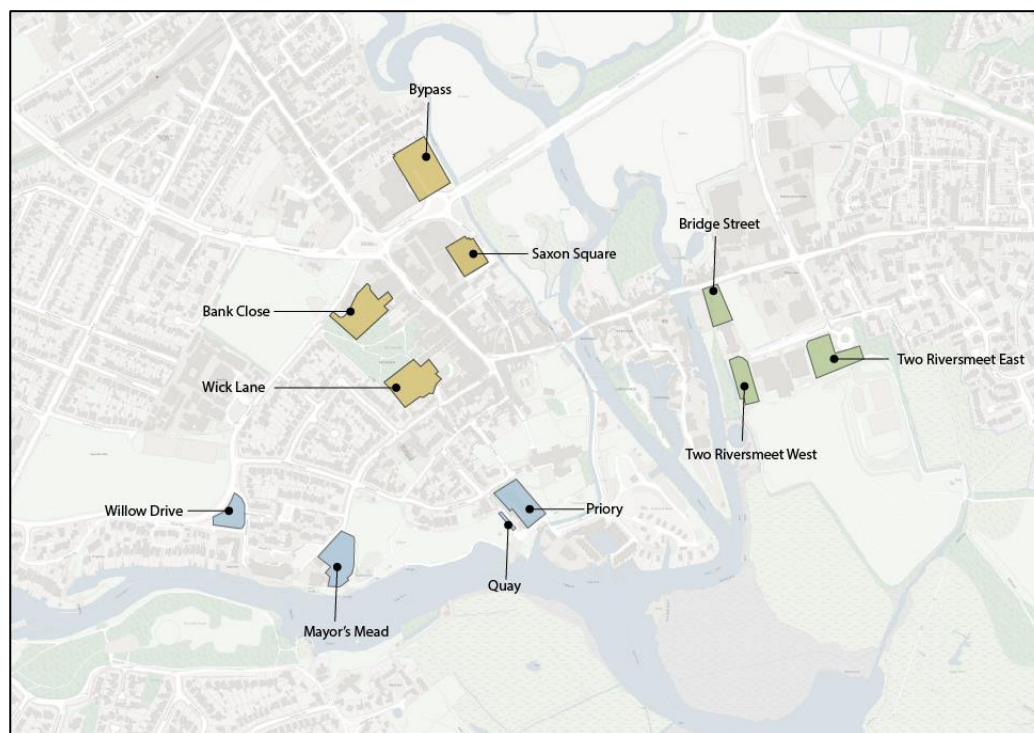 Bypass
Bridge Street
Saxon Square
Bank Close
Two Riversmeet East
Wick Lane
Two Riversmeet West
Willow Drive
Priory
Quay
Mayor's Mead